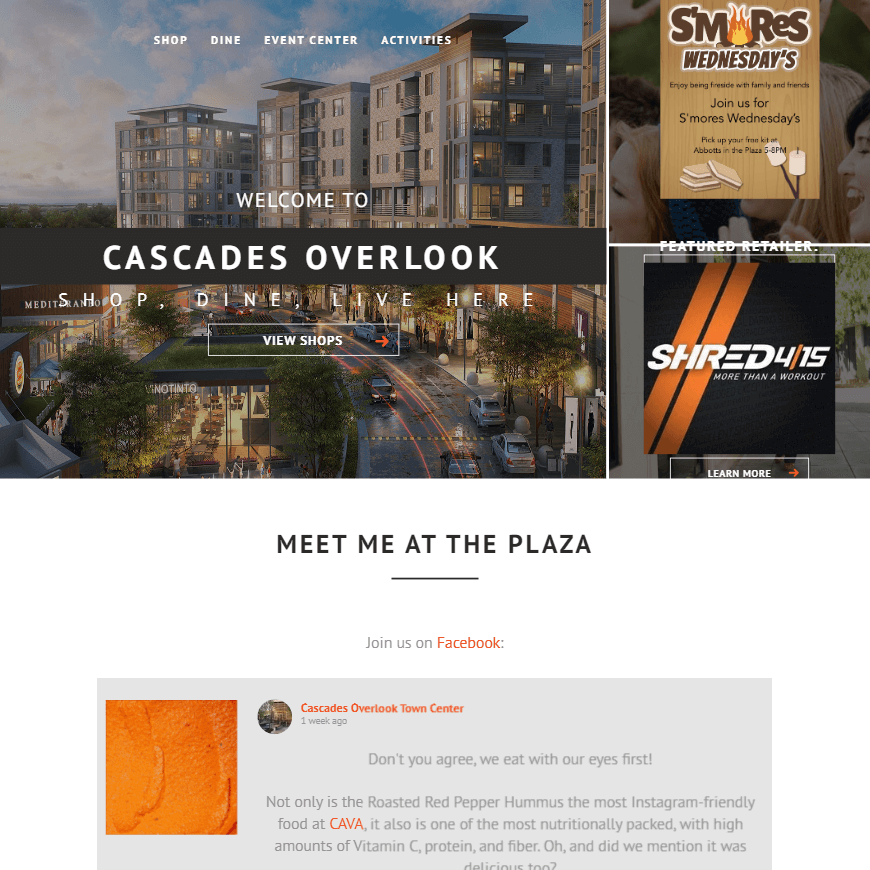 SHOP DINE EVENT CENTER ACTIVITIES
WELCOME TO
CASCADES OVERLOOK
SHOP, DINE, LIVE HERE
MEDITERANEO
VIEW SHOPS
VINOTINTO
S'MORES
WEDNESDAY'S
Enjoy being fireside with family and friends
Join us for
S'mores Wednesday's
Pick up your free kit at
Abbotts in the Plaza 5-8PM
FEATURED RETAILER:
SHRED415
MORE THAN A WORKOUT
LEARN MORE
MEET ME AT THE PLAZA
Join us on Facebook:
Cascades Overlook Town Center
1 week ago
Don't you agree, we eat with our eyes first!
Not only is the Roasted Red Pepper Hummus the most Instagram-friendly
food at CAVA, it also is one of the most nutritionally packed, with high
amounts of Vitamin C, protein, and fiber. Oh, and did we mention it was
delicious too?